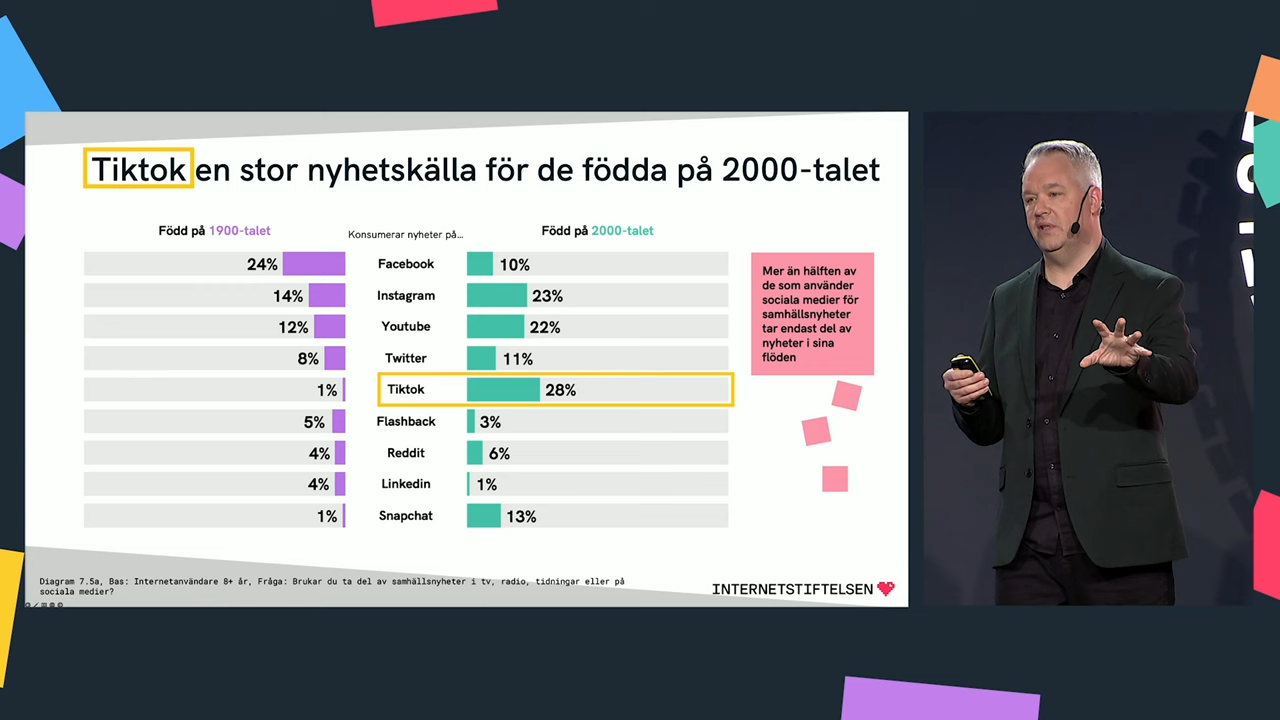 Tiktok en stor nyhetskälla för de födda på 2000-talet
Född på 1900-talet
Konsumerar nyheter på...
Född på 2000-talet
24% Facebook 10%
14% Instagram 23%
12% Youtube 22%
8% Twitter 11%
1% Tiktok 28%
5% Flashback 3%
4% Reddit 6%
4% Linkedin 1%
1% Snapchat 13%
Mer än hälften av
de som använder
sociala medier för
samhällsnyheter
tar endast del av
nyheter i sina
flöden
Diagram 7.5a, Bas: Internetanvändare 8+ år, Fråga: Brukar du ta del av samhällsnyheter i tv, radio, tidningar eller på
sociala medier?
INTERNETSTIFTELSEN